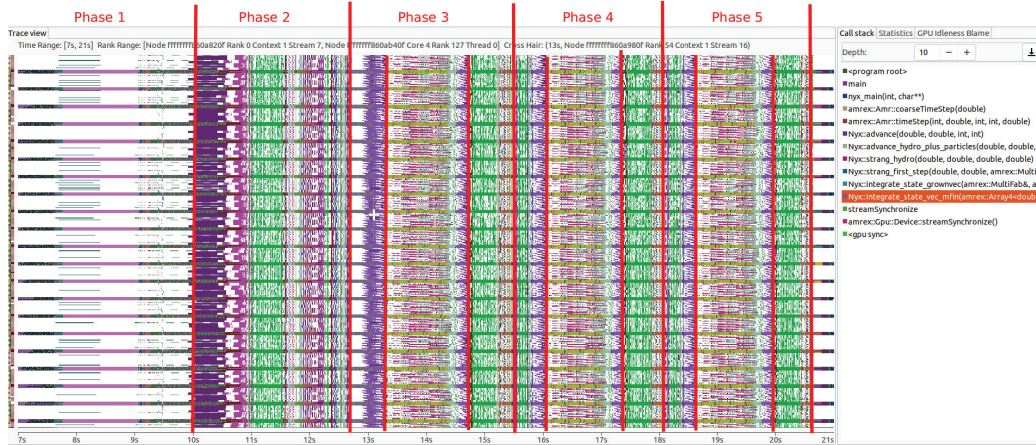 Phase 1 Phase 2 Phase 3 Phase 4 Phase 5
Trace view
Time Range: [7s, 21s] Rank Range: [Node ffffffff860a820f Rank 0 Context 1 Stream 7, Node ffffffff860ab40f Core 4 Rank 127 Thread 0] Cross Hair: (13s, Node ffffffff860a980f Rank 54 Context 1 Stream 16)
Call stack Statistics GPU Idleness Blame
Depth: 10 − +
<program root>
main
nyx_main(int, char**)
amrex::Amr::coarseTimeStep(double)
amrex::Amr::timeStep(int, double, int, int, double)
Nyx::advance(double, double, int, int)
Nyx::advance_hydro_plus_particles(double, double,
Nyx::strang_hydro(double, double, double, double)
Nyx::strang_first_step(double, double, amrex::Multi
Nyx::integrate_state_grownvec(amrex::MultiFab&, a
Nyx::integrate_state_vec_mfin(amrex::Array4<doub
streamSynchronize
amrex::Gpu::Device::streamSynchronize()
<gpu sync>
7s 8s 9s 10s 11s 12s 13s 14s 15s 16s 17s 18s 19s 20s 21s